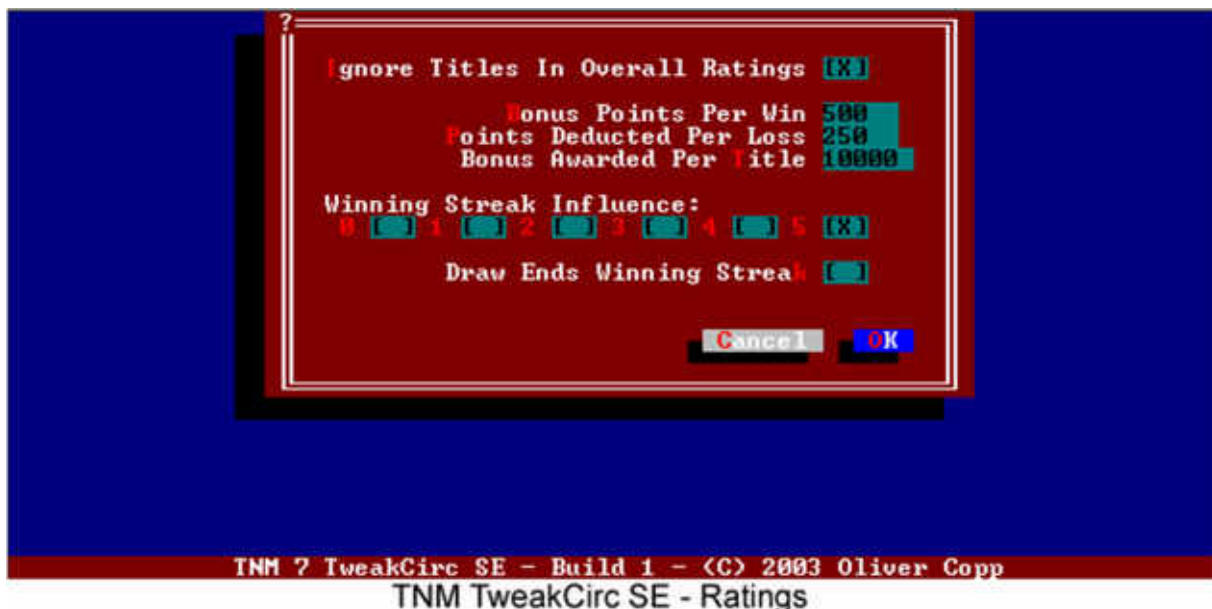 ?
Ignore Titles In Overall Ratings [X]
Bonus Points Per Win 500
Points Deducted Per Loss 250
Bonus Awarded Per Title 10000
Winning Streak Influence:
0 [ ] 1 [ ] 2 [ ] 3 [ ] 4 [ ] 5 [X]
Draw Ends Winning Streak [ ]
Cancel OK
TNM 7 TweakCirc SE - Build 1 - (C) 2003 Oliver Copp
TNM TweakCirc SE - Ratings